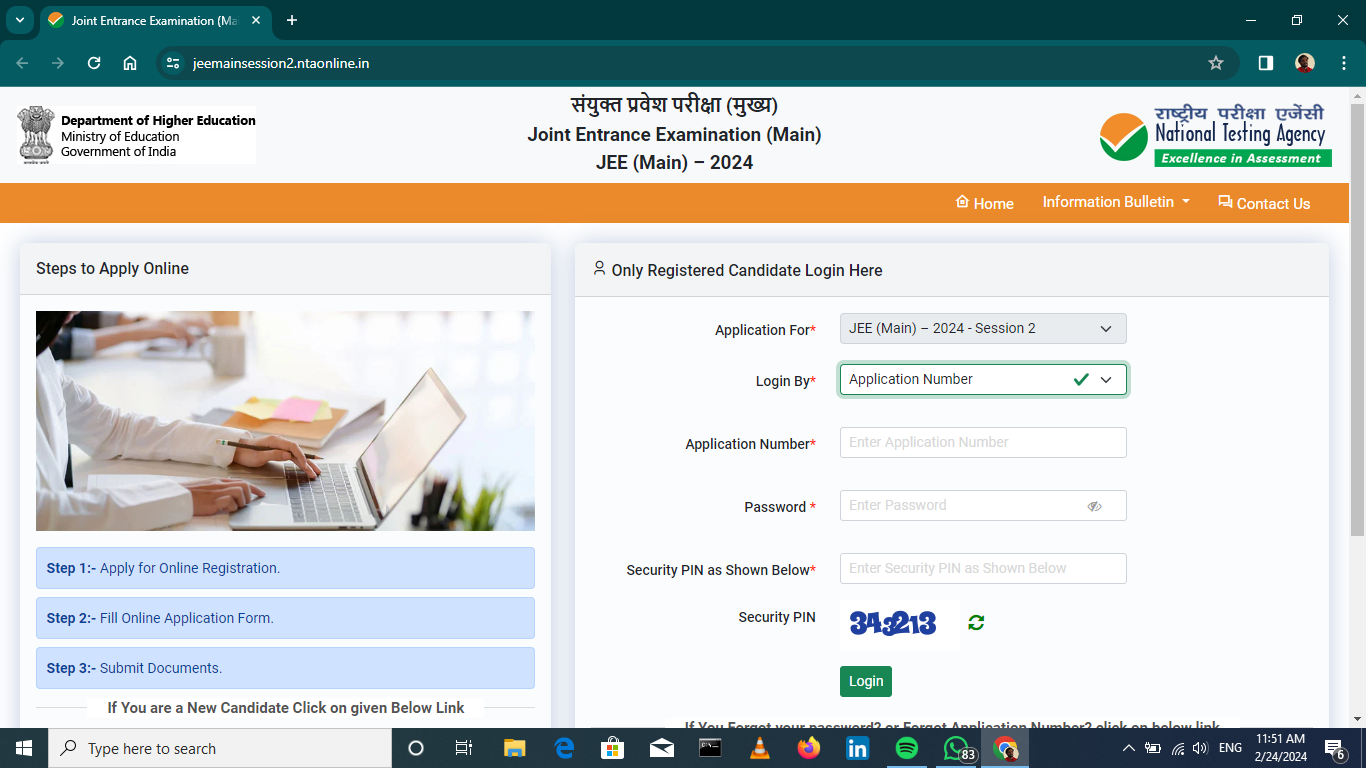 Joint Entrance Examination (Ma
jeemainsession2.ntaonline.in
Department of Higher Education
Ministry of Education
Government of India
संयुक्त प्रवेश परीक्षा (मुख्य)
Joint Entrance Examination (Main)
JEE (Main) – 2024
राष्ट्रीय परीक्षा एजेंसी
National Testing Agency
Excellence in Assessment
Home
Information Bulletin
Contact Us
Steps to Apply Online
Step 1:- Apply for Online Registration.
Step 2:- Fill Online Application Form.
Step 3:- Submit Documents.
If You are a New Candidate Click on given Below Link
Only Registered Candidate Login Here
Application For* JEE (Main) – 2024 - Session 2
Login By* Application Number
Application Number* Enter Application Number
Password * Enter Password
Security PIN as Shown Below* Enter Security PIN as Shown Below
Security PIN
Login
If You Forgot your password? or Forgot Application Number? click on below link
Type here to search
83
ENG
11:51 AM
2/24/2024
6